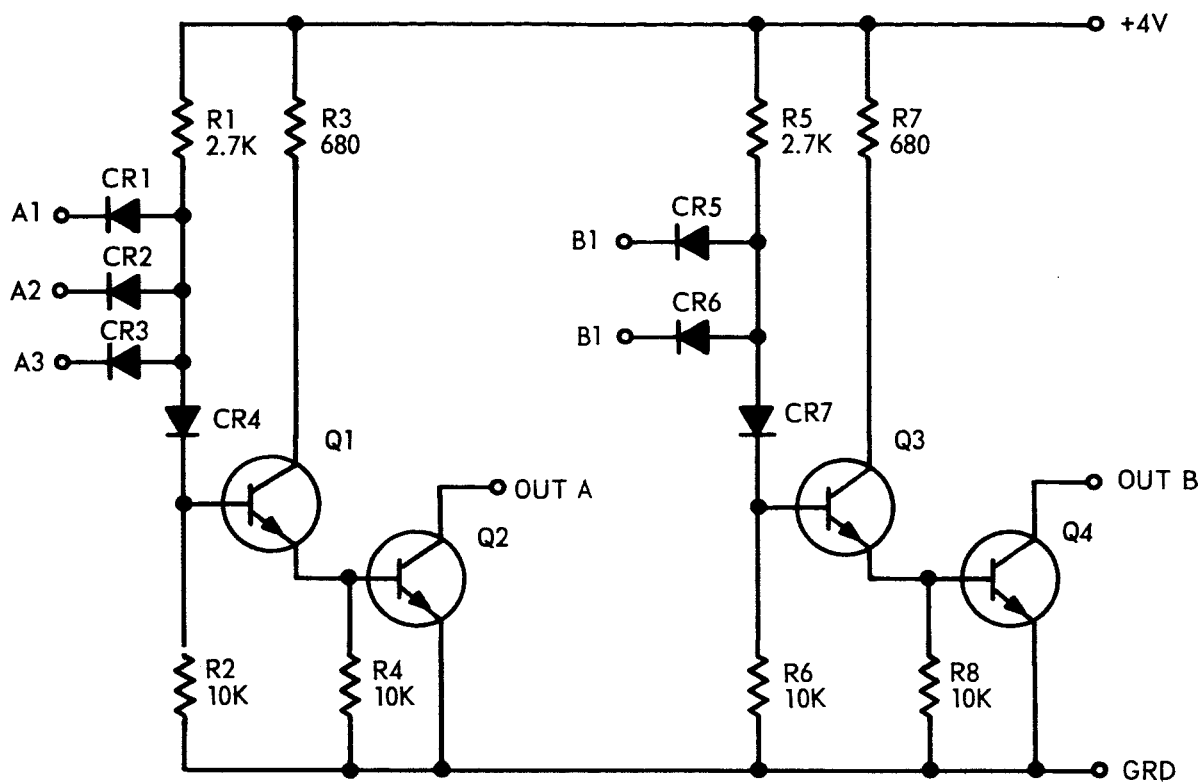 +4V
R1
2.7K
R3
680
R5
2.7K
R7
680
CR1
A1
CR2
A2
CR3
A3
CR4
CR5
B1
CR6
B1
CR7
Q1
Q3
OUT A
OUT B
Q2
Q4
R2
10K
R4
10K
R6
10K
R8
10K
GRD